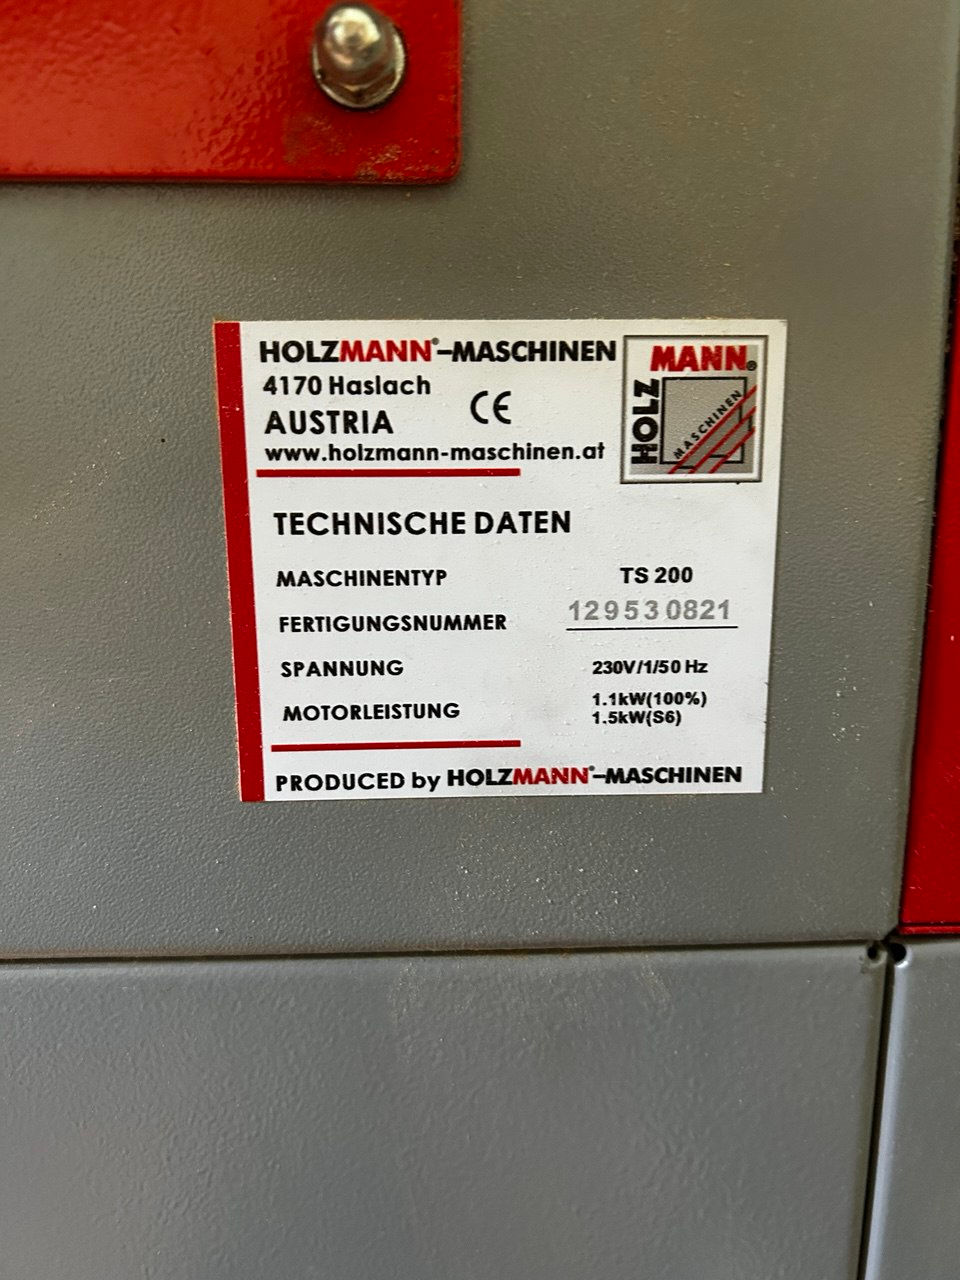 HOLZMANN®-MASCHINEN
4170 Haslach
AUSTRIA
CE
www.holzmann-maschinen.at
MANN®
HOLZ
MASCHINEN
TECHNISCHE DATEN
MASCHINENTYP TS 200
FERTIGUNGSNUMMER 129530821
SPANNUNG 230V/1/50 Hz
MOTORLEISTUNG 1.1kW(100%)
1.5kW(S6)
PRODUCED by HOLZMANN®-MASCHINEN